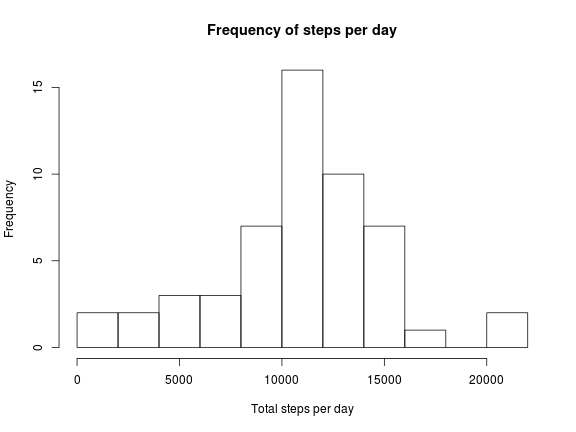 Frequency of steps per day
Frequency
15
10
5
0
0 5000 10000 15000 20000
Total steps per day